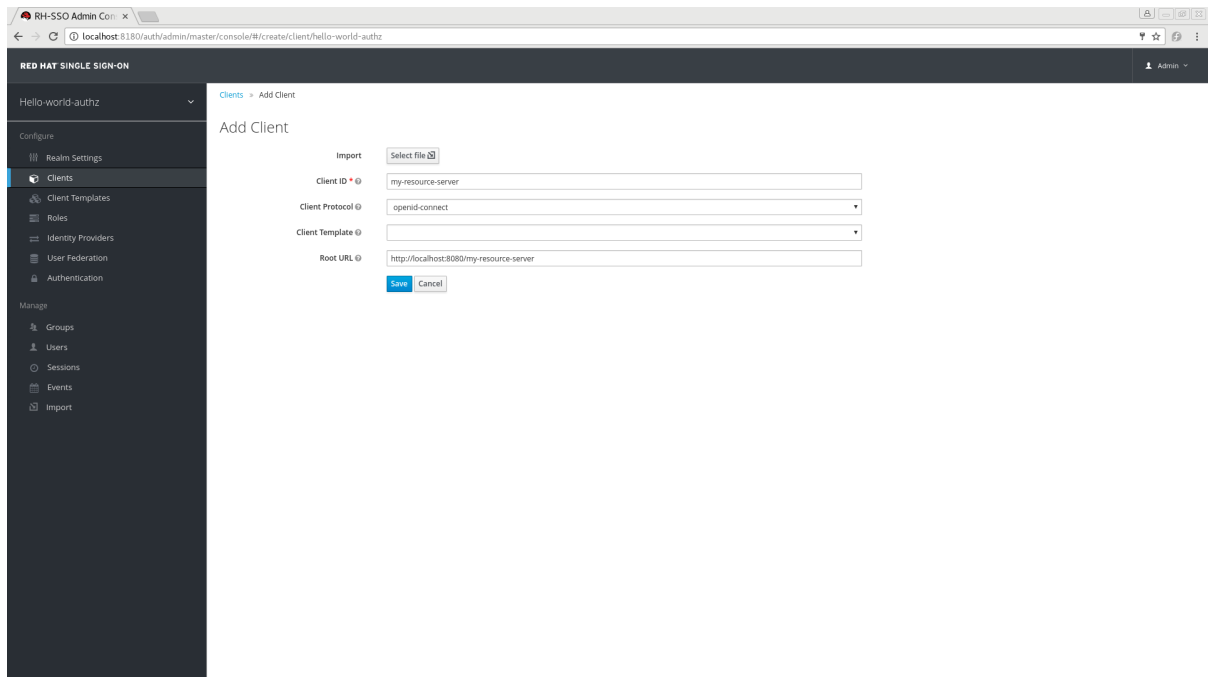 RH-SSO Admin Con
localhost:8180/auth/admin/master/console/#/create/client/hello-world-authz
RED HAT SINGLE SIGN-ON
Admin
Hello-world-authz
Clients » Add Client
Add Client
Configure
Realm Settings
Clients
Client Templates
Roles
Identity Providers
User Federation
Authentication
Manage
Groups
Users
Sessions
Events
Import
Import Select file
Client ID * my-resource-server
Client Protocol openid-connect
Client Template
Root URL http://localhost:8080/my-resource-server
Save Cancel